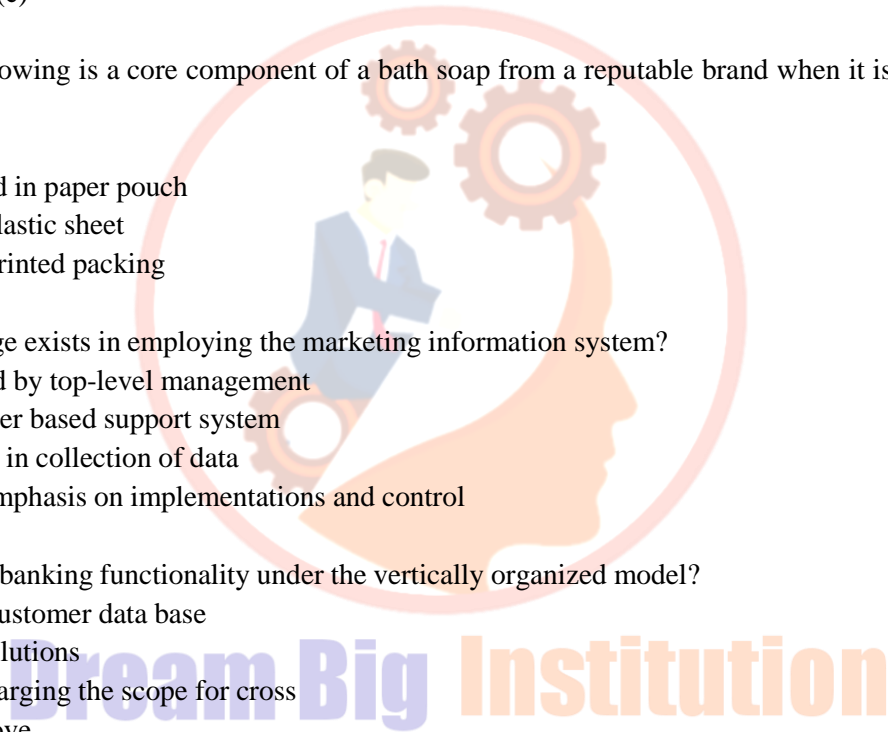 owing is a core component of a bath soap from a reputable brand when it is
d in paper pouch
lastic sheet
rinted packing
ge exists in employing the marketing information system?
d by top-level management
er based support system
in collection of data
mphasis on implementations and control
banking functionality under the vertically organized model?
ustomer data base
lutions
arging the scope for cross
Dream Big Institution